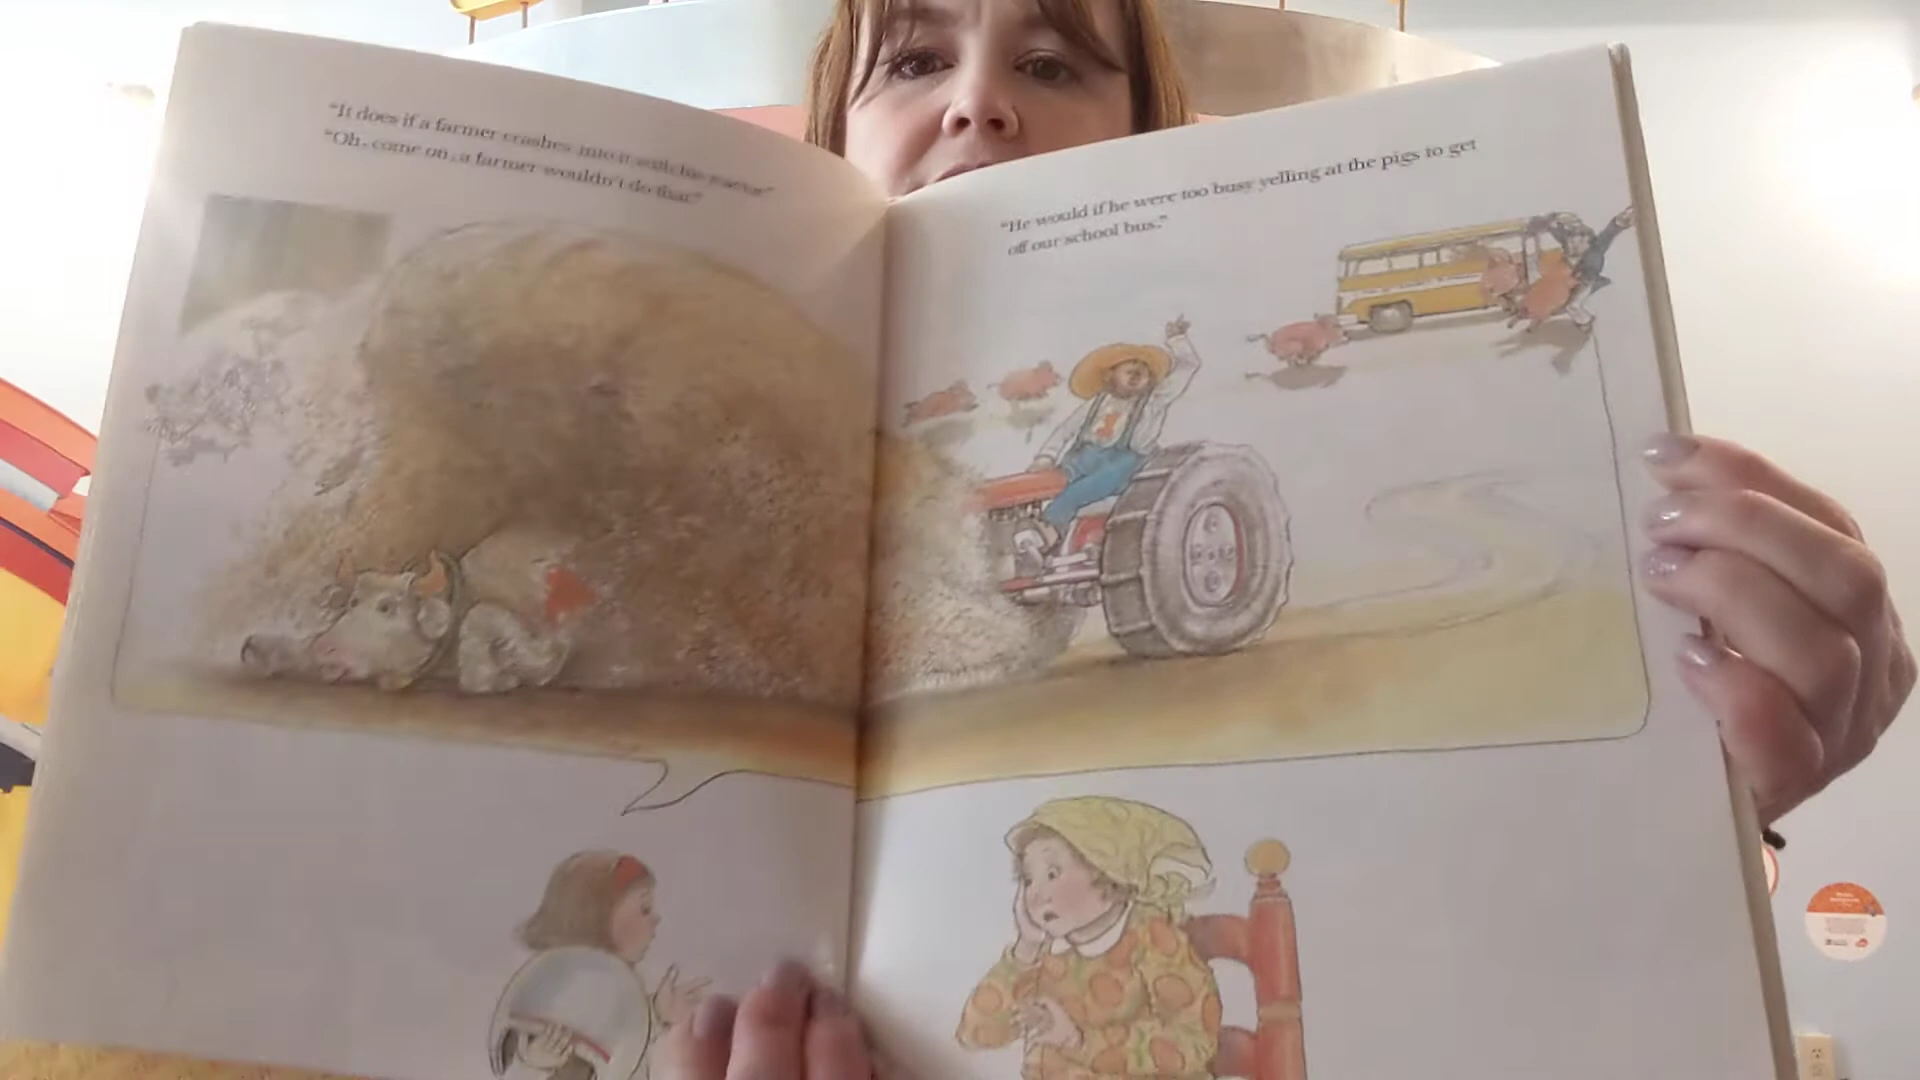 "It does if a farmer crashes into it with his tractor."
"Oh, come on, a farmer wouldn't do that."
"He would if he were too busy yelling at the pigs to get
off our school bus."